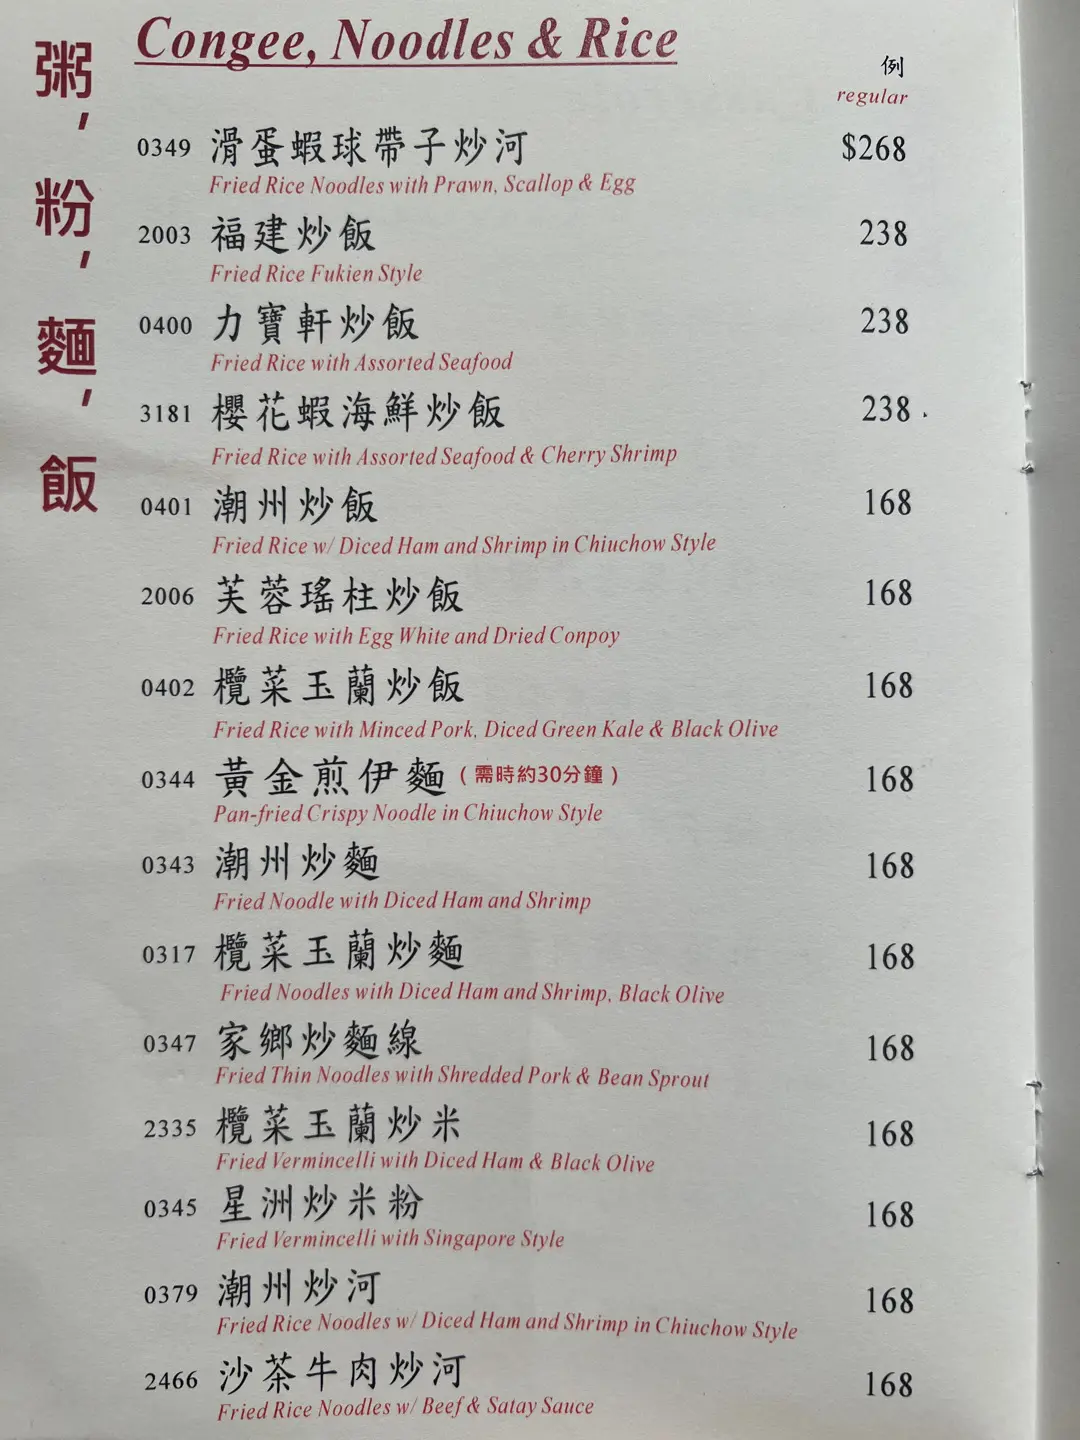 Congee, Noodles & Rice
粥，粉，麵，飯
例
regular
0349 滑蛋蝦球帶子炒河 $268
Fried Rice Noodles with Prawn, Scallop & Egg
2003 福建炒飯 238
Fried Rice Fukien Style
0400 力寶軒炒飯 238
Fried Rice with Assorted Seafood
3181 櫻花蝦海鮮炒飯 238
Fried Rice with Assorted Seafood & Cherry Shrimp
0401 潮州炒飯 168
Fried Rice w/ Diced Ham and Shrimp in Chiuchow Style
2006 芙蓉瑤柱炒飯 168
Fried Rice with Egg White and Dried Conpoy
0402 欖菜玉蘭炒飯 168
Fried Rice with Minced Pork, Diced Green Kale & Black Olive
0344 黃金煎伊麵（需時約30分鐘） 168
Pan-fried Crispy Noodle in Chiuchow Style
0343 潮州炒麵 168
Fried Noodle with Diced Ham and Shrimp
0317 欖菜玉蘭炒麵 168
Fried Noodles with Diced Ham and Shrimp, Black Olive
0347 家鄉炒麵線 168
Fried Thin Noodles with Shredded Pork & Bean Sprout
2335 欖菜玉蘭炒米 168
Fried Vermincelli with Diced Ham & Black Olive
0345 星洲炒米粉 168
Fried Vermincelli with Singapore Style
0379 潮州炒河 168
Fried Rice Noodles w/ Diced Ham and Shrimp in Chiuchow Style
2466 沙茶牛肉炒河 168
Fried Rice Noodles w/ Beef & Satay Sauce